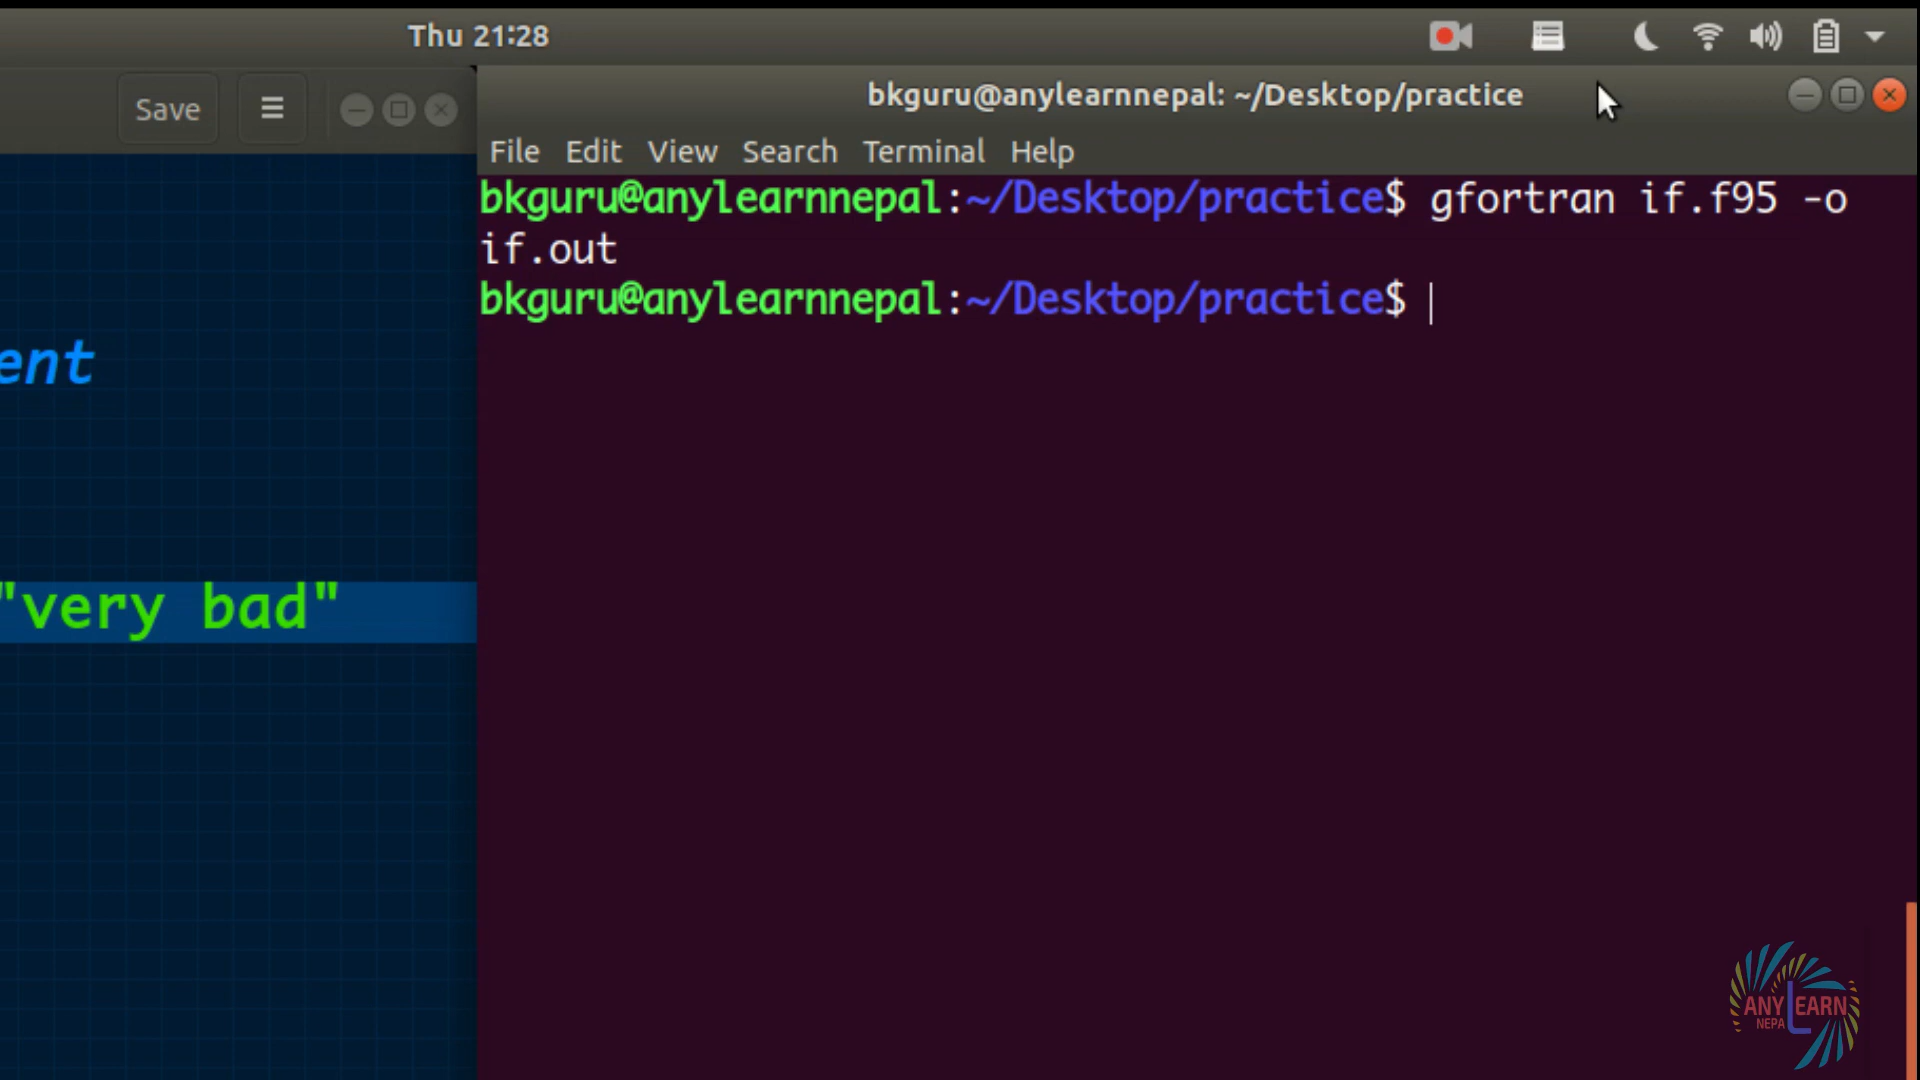 Thu 21:28
Save
bkguru@anylearnnepal: ~/Desktop/practice
File Edit View Search Terminal Help
bkguru@anylearnnepal:~/Desktop/practice$ gfortran if.f95 -o
if.out
bkguru@anylearnnepal:~/Desktop/practice$
ent
"very bad"
ANY LEARN
NEPAL